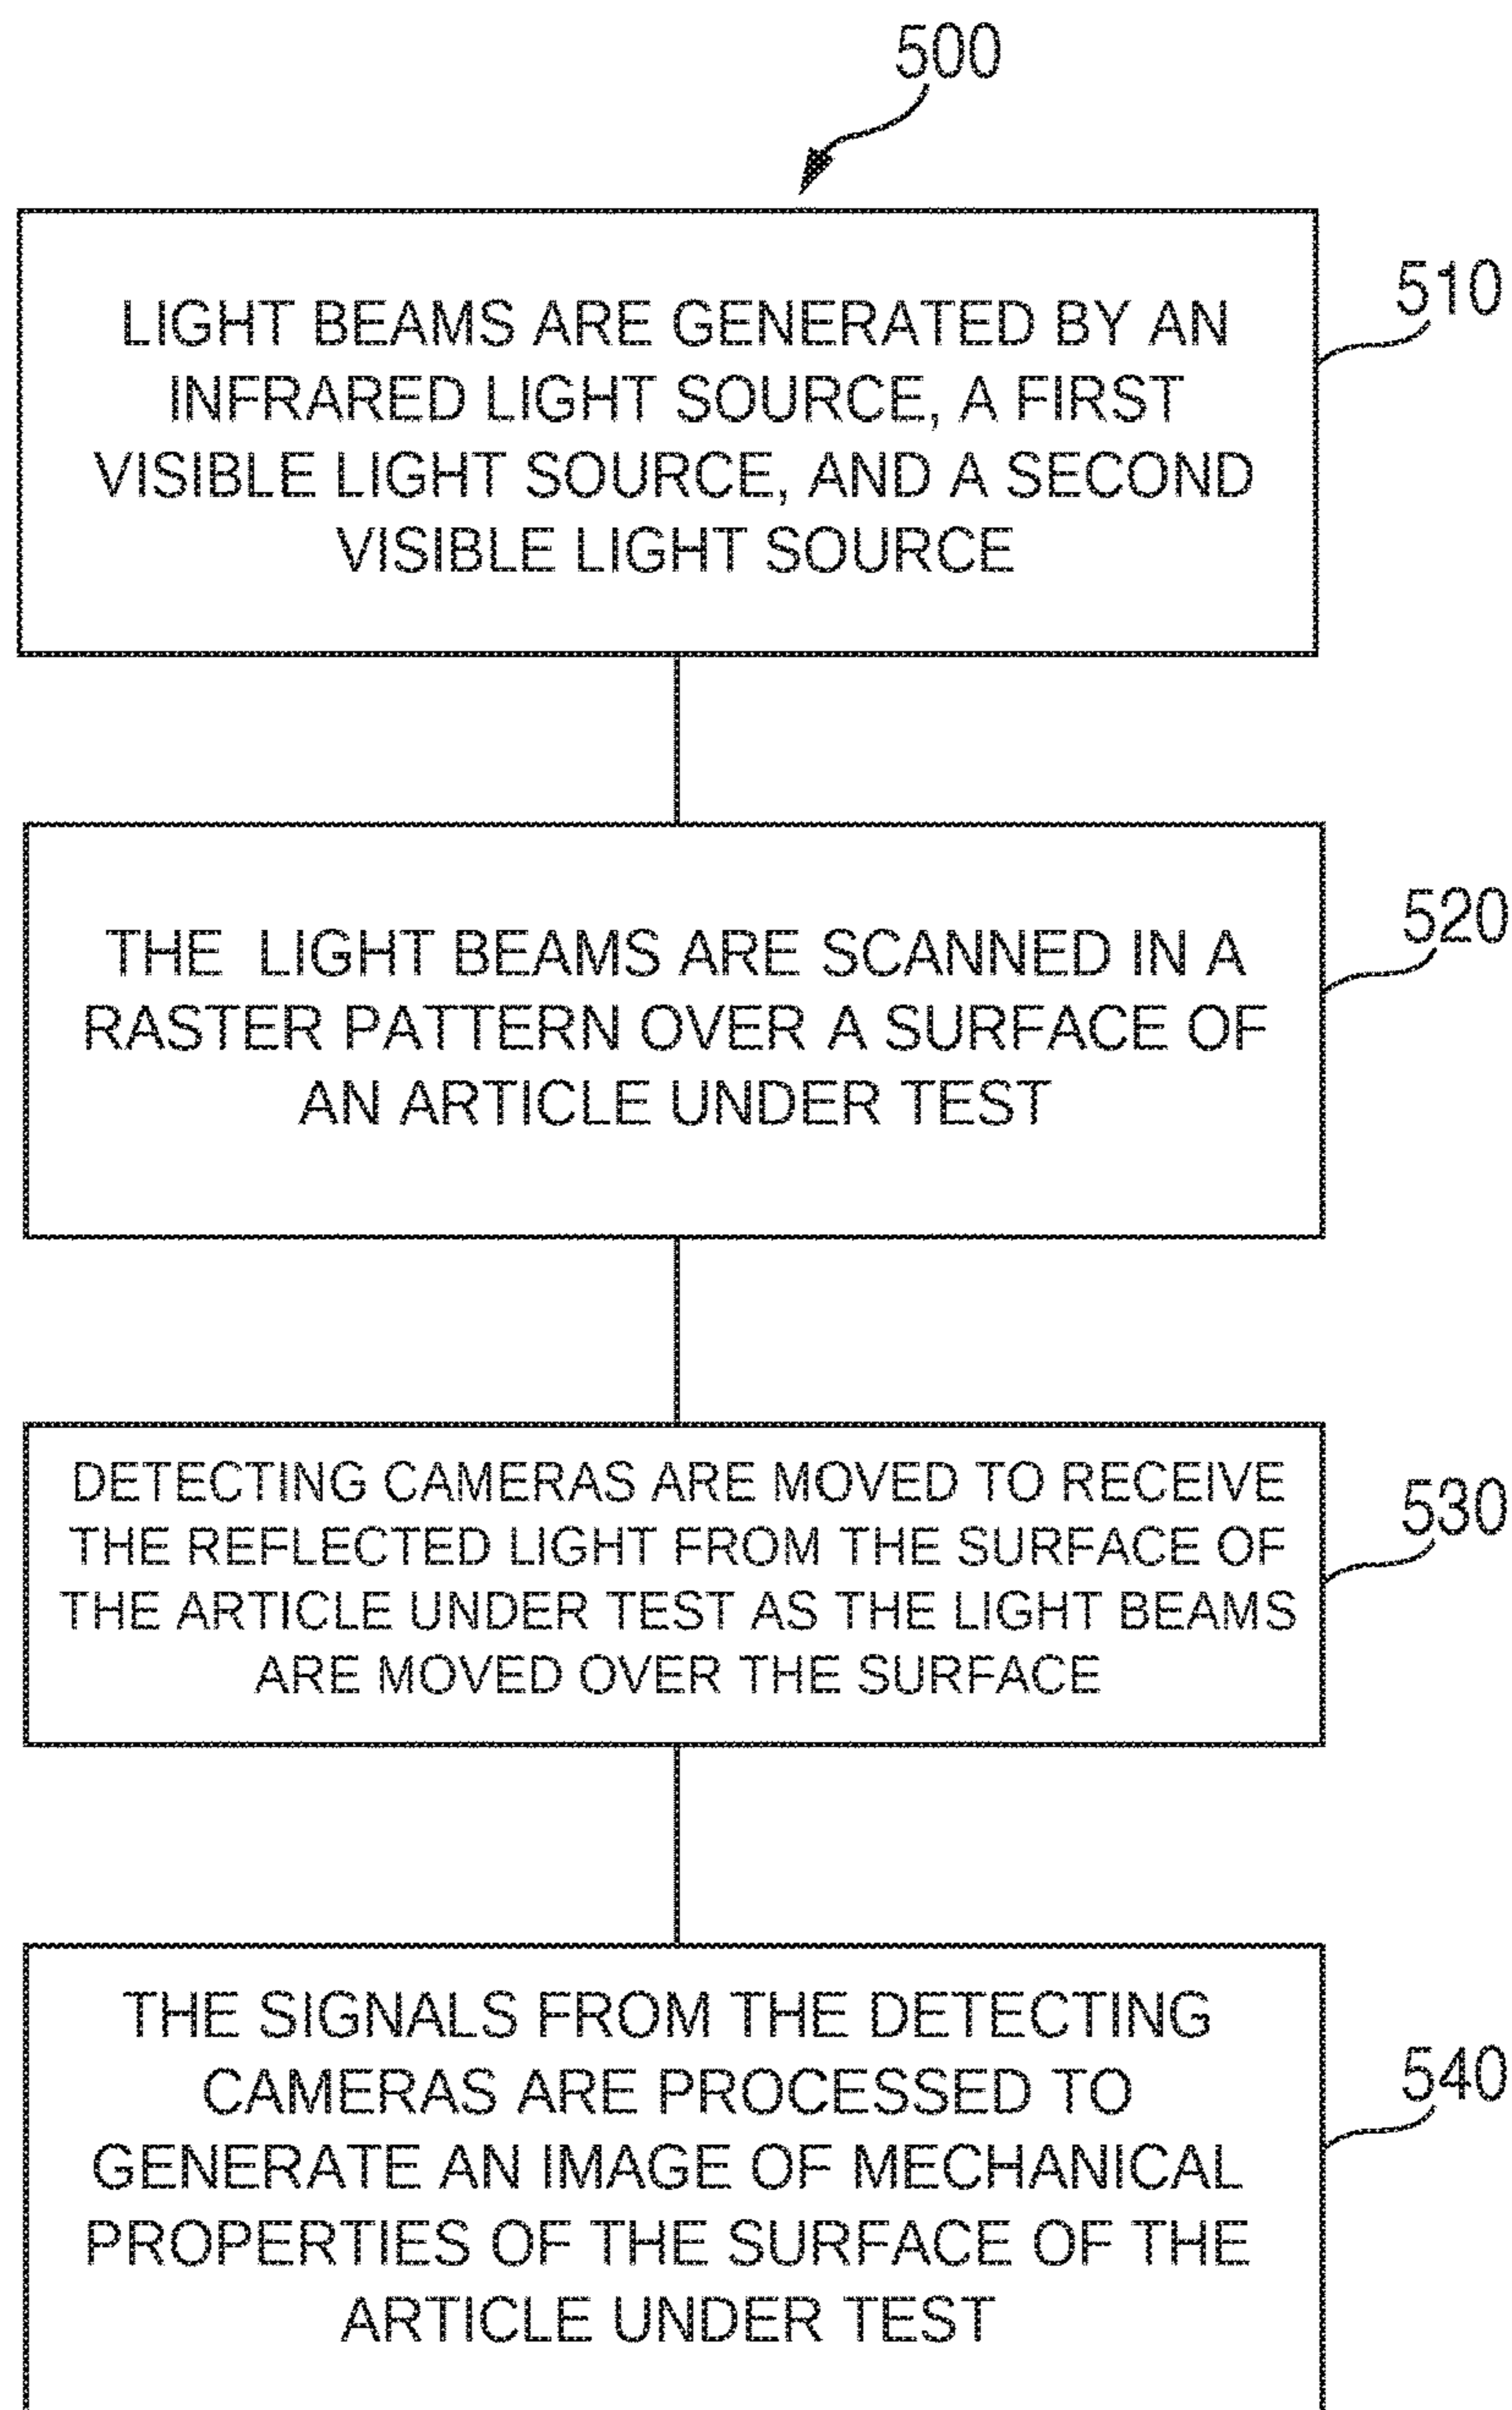 500
510
LIGHT BEAMS ARE GENERATED BY AN
INFRARED LIGHT SOURCE, A FIRST
VISIBLE LIGHT SOURCE, AND A SECOND
VISIBLE LIGHT SOURCE
520
THE LIGHT BEAMS ARE SCANNED IN A
RASTER PATTERN OVER A SURFACE OF
AN ARTICLE UNDER TEST
530
DETECTING CAMERAS ARE MOVED TO RECEIVE
THE REFLECTED LIGHT FROM THE SURFACE OF
THE ARTICLE UNDER TEST AS THE LIGHT BEAMS
ARE MOVED OVER THE SURFACE
540
THE SIGNALS FROM THE DETECTING
CAMERAS ARE PROCESSED TO
GENERATE AN IMAGE OF MECHANICAL
PROPERTIES OF THE SURFACE OF THE
ARTICLE UNDER TEST